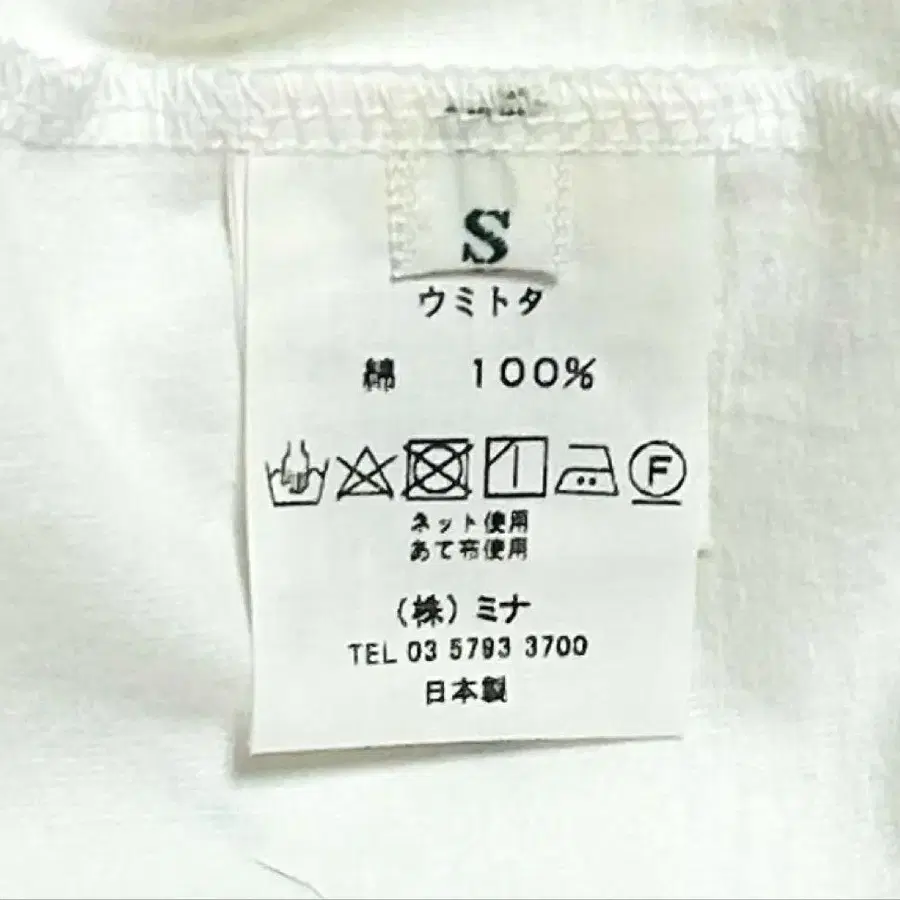 S
ウミトタ
綿 100%
F
ネット使用
あて布使用
(株)ミナ
TEL 03 5793 3700
日本製